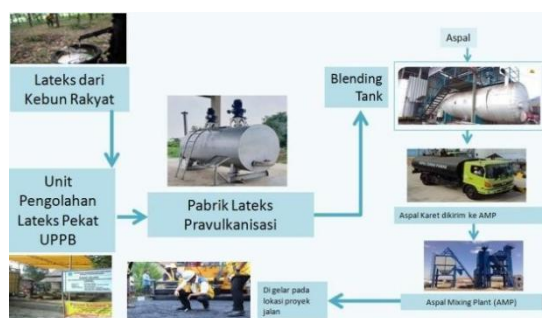 Lateks dari
Kebun Rakyat
Unit
Pengolahan
Lateks Pekat
UPPB
Pabrik Lateks
Pravulkanisasi
Blending
Tank
Aspal
Aspal Karet dikirim ke AMP
Aspal Mixing Plant (AMP)
Di gelar pada
lokasi proyek
jalan